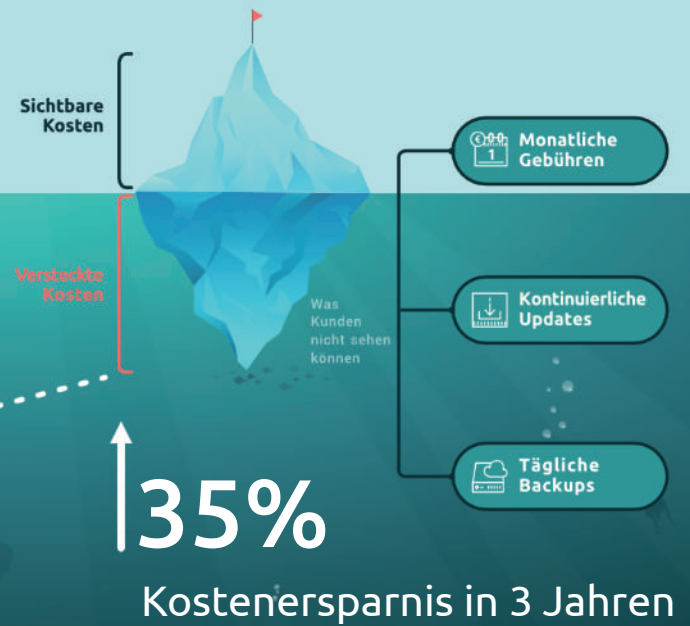 Sichtbare
Kosten
Monatliche
Gebühren
1
Versteckte
Kosten
Was
Kunden
nicht sehen
können
Kontinuierliche
Updates
Tägliche
Backups
35%
Kostenersparnis in 3 Jahren